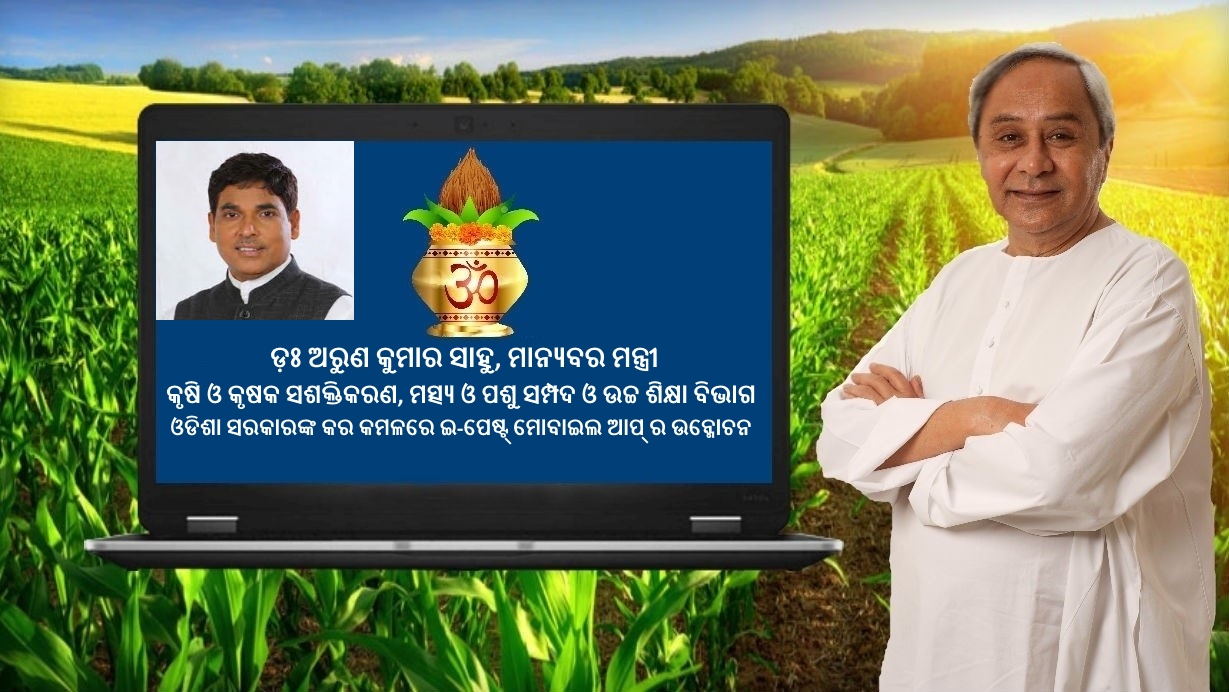 ॐ
ଡ଼ଃ ଅରୁଣ କୁମାର ସାହୁ, ମାନ୍ୟବର ମନ୍ତ୍ରୀ
କୃଷି ଓ କୃଷକ ସଶକ୍ତିକରଣ, ମତ୍ସ୍ୟ ଓ ପଶୁ ସମ୍ପଦ ଓ ଉଚ୍ଚ ଶିକ୍ଷା ବିଭାଗ
ଓଡିଶା ସରକାରଙ୍କ କର କମଳରେ ଇ-ପେଷ୍ଟ୍ ମୋବାଇଲ ଆପ୍ ର ଉନ୍ମୋଚନ